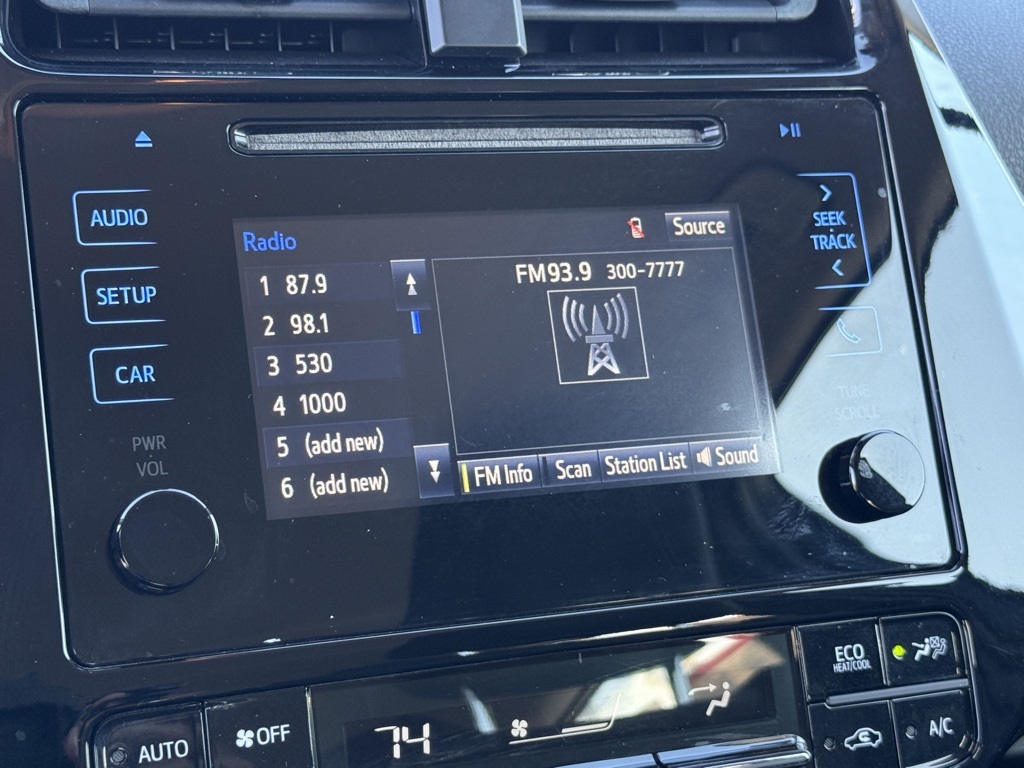 AUDIO
SETUP
CAR
PWR
VOL
Radio
Source
1 87.9
2 98.1
3 530
4 1000
5 (add new)
6 (add new)
FM93.9 300-7777
FM Info
Scan
Station List
Sound
SEEK
TRACK
TUNE
SCROLL
AUTO
OFF
74
ECO
HEAT/COOL
A/C